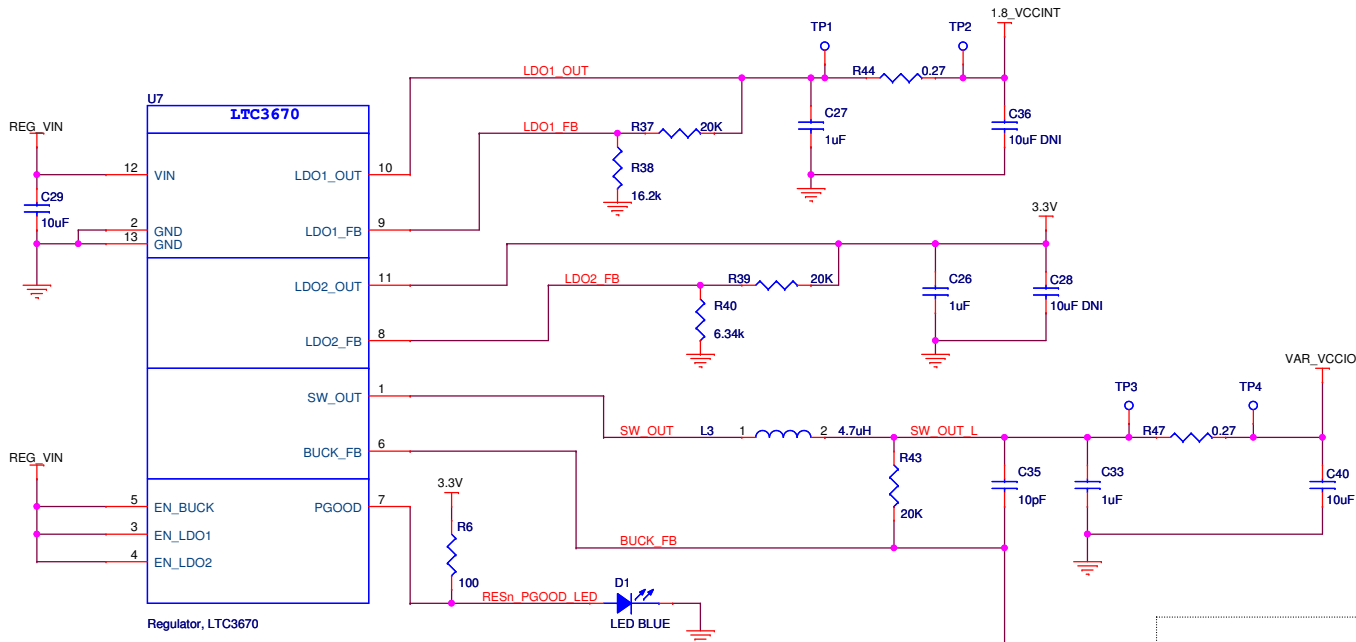 1.8_VCCINT
TP1
TP2
LDO1_OUT
R44
0.27
U7
LTC3670
REG_VIN
LDO1_FB
R37
20K
C27
1uF
C36
10uF DNI
12
VIN
LDO1_OUT
10
R38
16.2k
C29
10uF
2
GND
13
GND
LDO1_FB
9
3.3V
LDO2_OUT
11
LDO2_FB
R39
20K
C26
1uF
C28
10uF DNI
R40
6.34k
LDO2_FB
8
VAR_VCCIO
TP3
TP4
SW_OUT
1
SW_OUT
L3
1
2
4.7uH
SW_OUT_L
R47
0.27
REG_VIN
BUCK_FB
6
R43
20K
C35
10pF
C33
1uF
C40
10uF
3.3V
5
EN_BUCK
PGOOD
7
3
EN_LDO1
R6
100
BUCK_FB
4
EN_LDO2
RESn_PGOOD_LED
D1
LED BLUE
Regulator, LTC3670